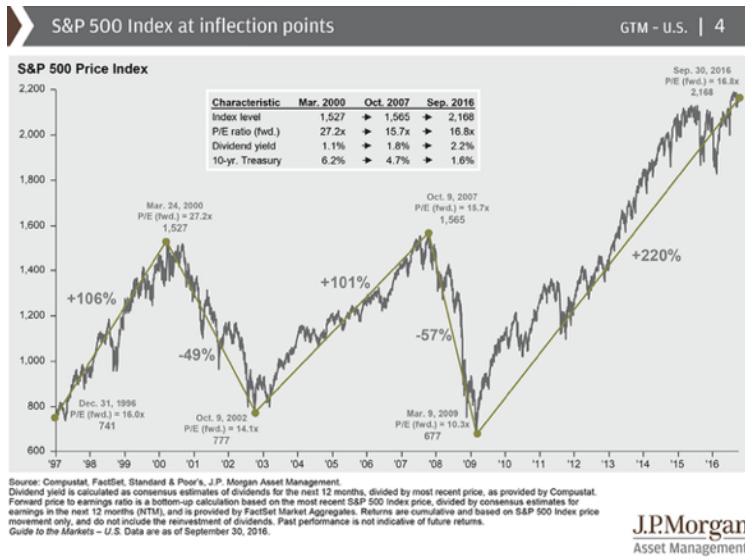 S&P 500 Index at inflection points
GTM – U.S. | 4
S&P 500 Price Index
Characteristic Mar. 2000 Oct. 2007 Sep. 2016
Index level 1,527 → 1,565 → 2,168
P/E ratio (fwd.) 27.2x → 15.7x → 16.8x
Dividend yield 1.1% → 1.8% → 2.2%
10-yr. Treasury 6.2% → 4.7% → 1.6%
Sep. 30, 2016
P/E (fwd.) = 16.8x
2,168
Mar. 24, 2000
P/E (fwd.) = 27.2x
1,527
Oct. 9, 2007
P/E (fwd.) = 15.7x
1,565
+106%
-49%
+101%
-57%
+220%
Dec. 31, 1996
P/E (fwd.) = 16.0x
741
Oct. 9, 2002
P/E (fwd.) = 14.1x
777
Mar. 9, 2009
P/E (fwd.) = 10.3x
677
2,200
2,000
1,800
1,600
1,400
1,200
1,000
800
600
'97 '98 '99 '00 '01 '02 '03 '04 '05 '06 '07 '08 '09 '10 '11 '12 '13 '14 '15 '16
Source: Compustat, FactSet, Standard & Poor's, J.P. Morgan Asset Management.
Dividend yield is calculated as consensus estimates of dividends for the next 12 months, divided by most recent price, as provided by Compustat.
Forward price to earnings ratio is a bottom-up calculation based on the most recent S&P 500 Index price, divided by consensus estimates for
earnings in the next 12 months (NTM), and is provided by FactSet Market Aggregates. Returns are cumulative and based on S&P 500 Index price
movement only, and do not include the reinvestment of dividends. Past performance is not indicative of future returns.
Guide to the Markets – U.S. Data are as of September 30, 2016.
J.P.Morgan
Asset Management